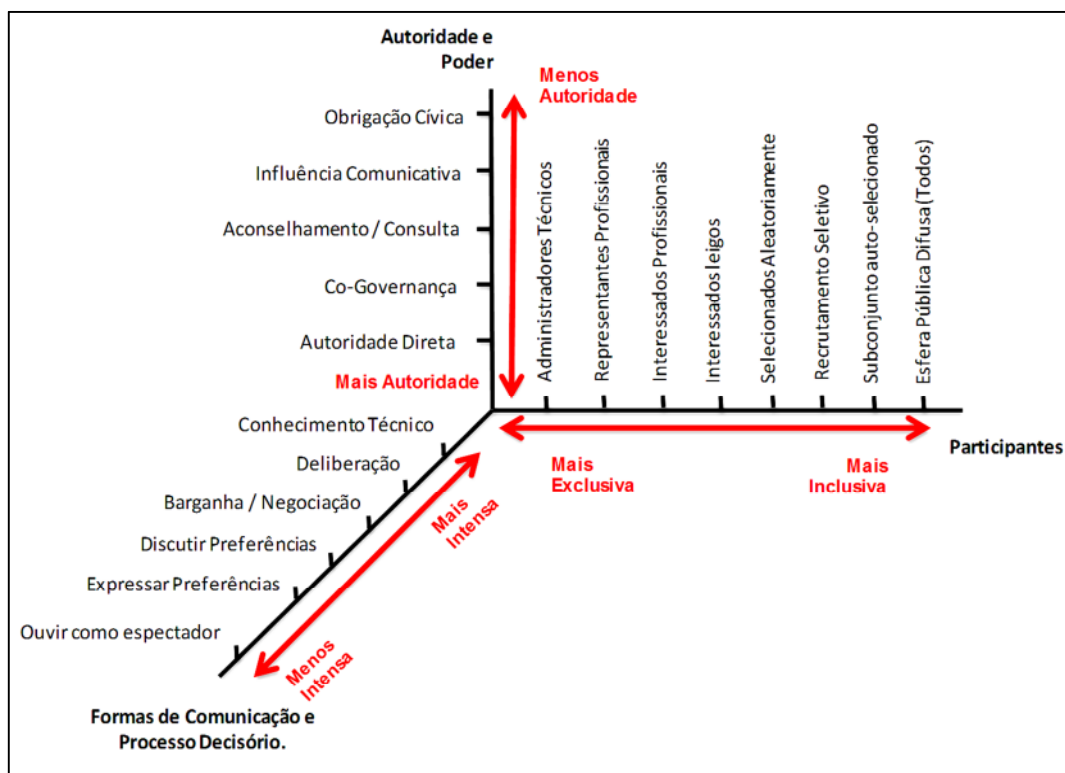 Autoridade e
Poder
Menos
Autoridade
Obrigação Cívica
Influência Comunicativa
Aconselhamento / Consulta
Co-Governança
Autoridade Direta
Mais Autoridade
Administradores Técnicos
Representantes Profissionais
Interessados Profissionais
Interessados leigos
Selecionados Aleatoriamente
Recrutamento Seletivo
Subconjunto auto-selecionado
Esfera Pública Difusa (Todos)
Participantes
Mais
Exclusiva
Mais
Inclusiva
Conhecimento Técnico
Deliberação
Barganha / Negociação
Discutir Preferências
Expressar Preferências
Ouvir como espectador
Mais
Intensa
Menos
Intensa
Formas de Comunicação e
Processo Decisório.